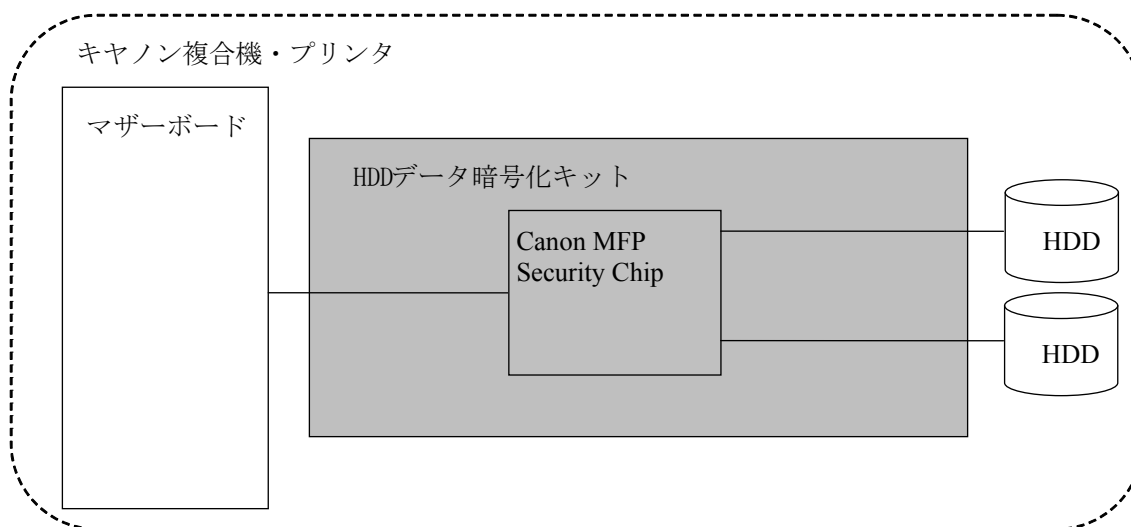 キヤノン複合機・プリンタ
マザーボード
HDDデータ暗号化キット
Canon MFP
Security Chip
HDD
HDD